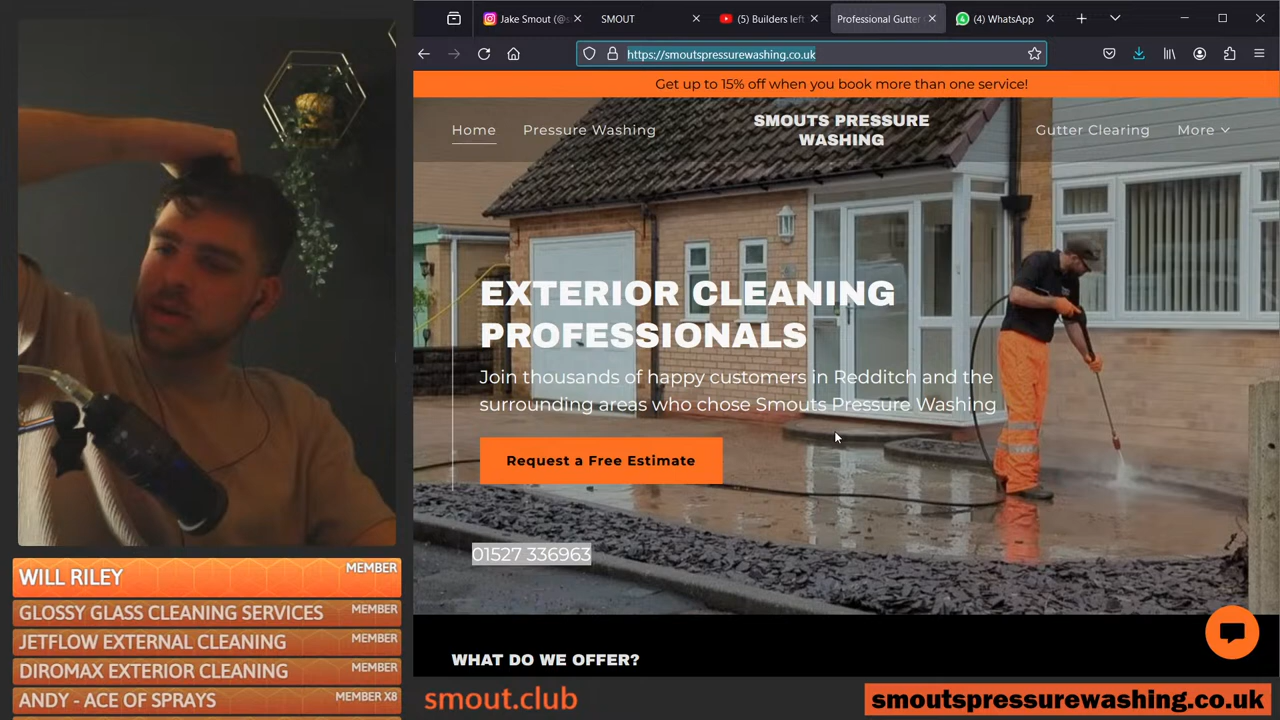 Jake Smout (@s
SMOUT
(5) Builders left
Professional Gutter
(4) WhatsApp
https://smoutspressurewashing.co.uk
Get up to 15% off when you book more than one service!
Home
Pressure Washing
SMOUTS PRESSURE
WASHING
Gutter Clearing
More
EXTERIOR CLEANING
PROFESSIONALS
Join thousands of happy customers in Redditch and the
surrounding areas who chose Smouts Pressure Washing
Request a Free Estimate
01527 336963
WHAT DO WE OFFER?
WILL RILEY MEMBER
GLOSSY GLASS CLEANING SERVICES MEMBER
JETFLOW EXTERNAL CLEANING MEMBER
DIROMAX EXTERIOR CLEANING MEMBER
ANDY - ACE OF SPRAYS MEMBER X8
smout.club
smoutspressurewashing.co.uk